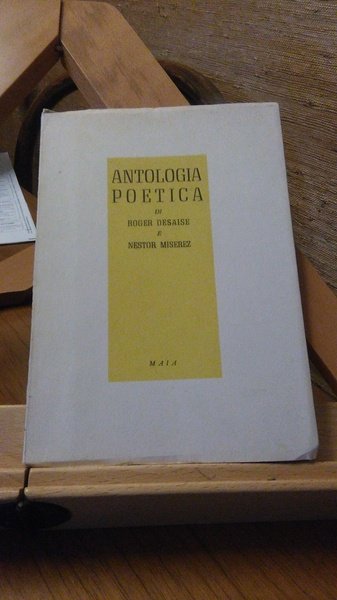 ANTOLOGIA
POETICA
DI
ROGER DESAISE
E
NESTOR MISEREZ
MAIA